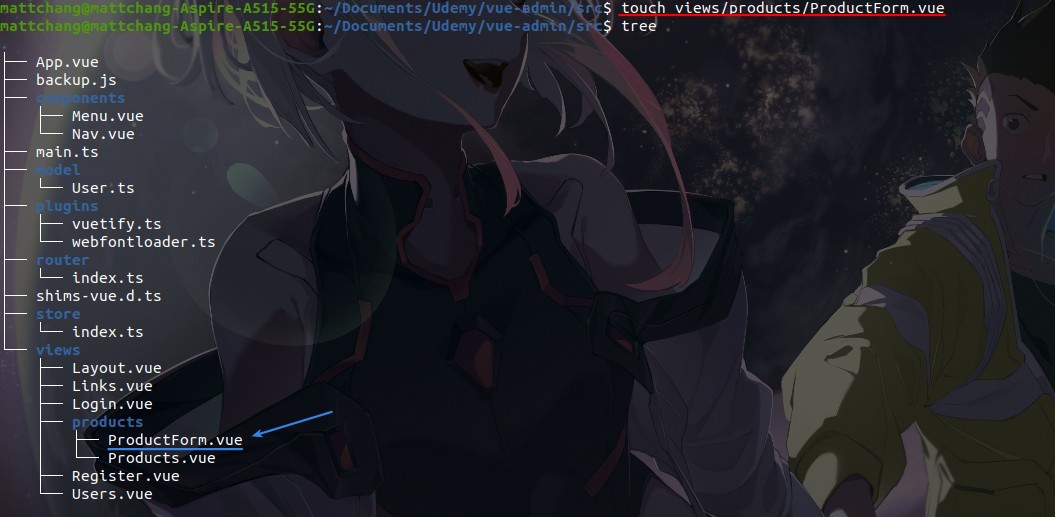 mattchang@mattchang-Aspire-A515-55G:~/Documents/Udemy/vue-admin/src$ touch views/products/ProductForm.vue
mattchang@mattchang-Aspire-A515-55G:~/Documents/Udemy/vue-admin/src$ tree
.
├── App.vue
├── backup.js
├── components
│   ├── Menu.vue
│   └── Nav.vue
├── main.ts
├── model
│   └── User.ts
├── plugins
│   ├── vuetify.ts
│   └── webfontloader.ts
├── router
│   └── index.ts
├── shims-vue.d.ts
├── store
│   └── index.ts
└── views
    ├── Layout.vue
    ├── Links.vue
    ├── Login.vue
    ├── products
    │   ├── ProductForm.vue
    │   └── Products.vue
    ├── Register.vue
    └── Users.vue